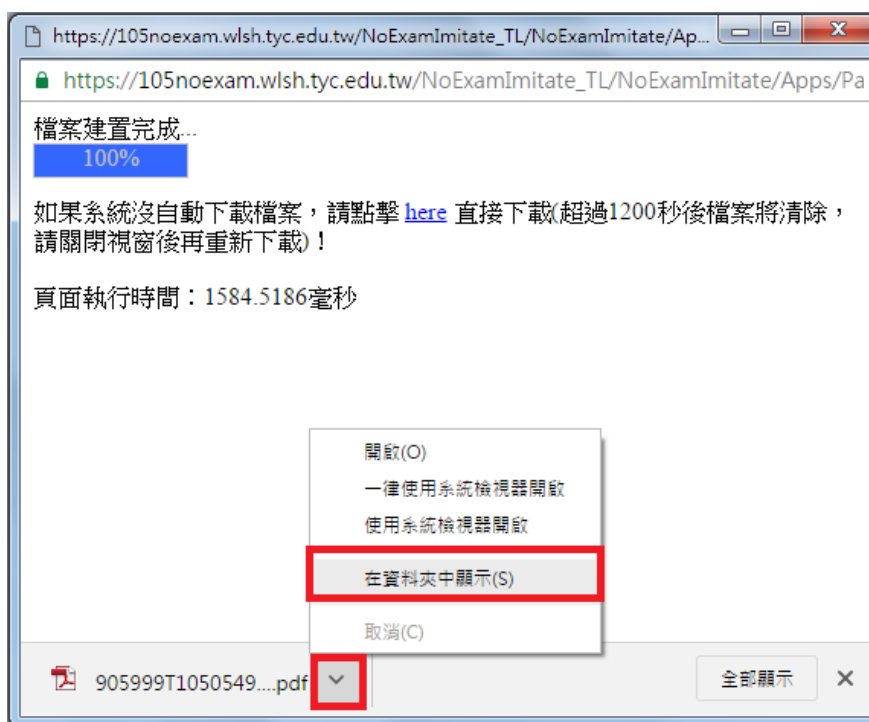 https://105noexam.wlsh.tyc.edu.tw/NoExamImitate_TL/NoExamImitate/Ap...
https://105noexam.wlsh.tyc.edu.tw/NoExamImitate_TL/NoExamImitate/Apps/Pa
檔案建置完成...
100%
如果系統沒自動下載檔案,請點擊 here 直接下載(超過1200秒後檔案將清除,
請關閉視窗後再重新下載)!
頁面執行時間:1584.5186毫秒
開啟(O)
一律使用系統檢視器開啟
使用系統檢視器開啟
在資料夾中顯示(S)
取消(C)
905999T1050549....pdf
全部顯示